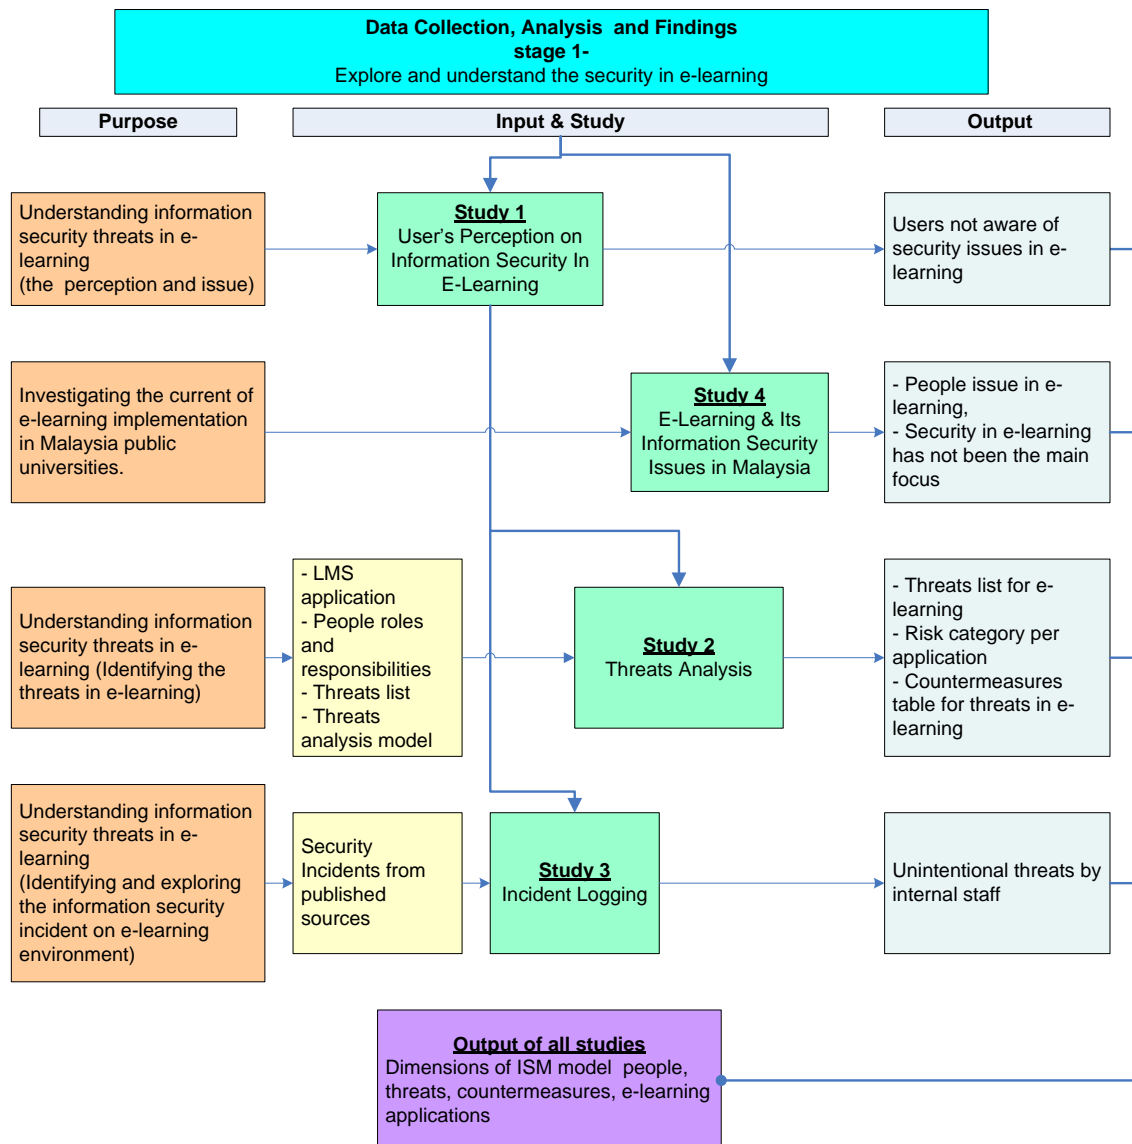 Data Collection, Analysis and Findings
stage 1-
Explore and understand the security in e-learning
Purpose
Input & Study
Output
Understanding information
security threats in e-
learning
(the perception and issue)
Study 1
User's Perception on
Information Security In
E-Learning
Users not aware of
security issues in e-
learning
Investigating the current of
e-learning implementation
in Malaysia public
universities.
Study 4
E-Learning & Its
Information Security
Issues in Malaysia
- People issue in e-
learning,
- Security in e-learning
has not been the main
focus
Understanding information
security threats in e-
learning (Identifying the
threats in e-learning)
- LMS
application
- People roles
and
responsibilities
- Threats list
- Threats
analysis model
Study 2
Threats Analysis
- Threats list for e-
learning
- Risk category per
application
- Countermeasures
table for threats in e-
learning
Understanding information
security threats in e-
learning
(Identifying and exploring
the information security
incident on e-learning
environment)
Security
Incidents from
published
sources
Study 3
Incident Logging
Unintentional threats by
internal staff
Output of all studies
Dimensions of ISM model people,
threats, countermeasures, e-learning
applications